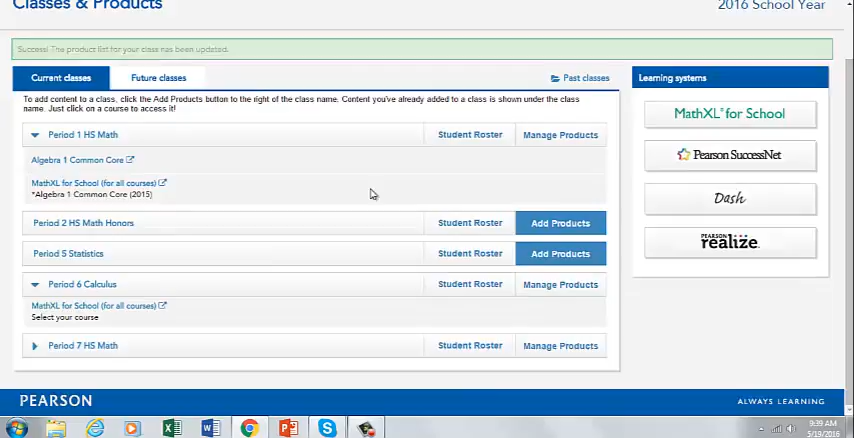 Classes & Products
2016 School Year
Success! The product list for your class has been updated.
Current classes
Future classes
Past classes
To add content to a class, click the Add Products button to the right of the class name. Content you've already added to a class is shown under the class
name. Just click on a course to access it!
Period 1 HS Math
Student Roster
Manage Products
Algebra 1 Common Core
MathXL for School (for all courses)
*Algebra 1 Common Core (2015)
Period 2 HS Math Honors
Student Roster
Add Products
Period 5 Statistics
Student Roster
Add Products
Period 6 Calculus
Student Roster
Manage Products
MathXL for School (for all courses)
Select your course
Period 7 HS Math
Student Roster
Manage Products
Learning systems
MathXL® for School
Pearson SuccessNet
Dash
PEARSON
realize.
PEARSON
ALWAYS LEARNING
9:39 AM
5/19/2016